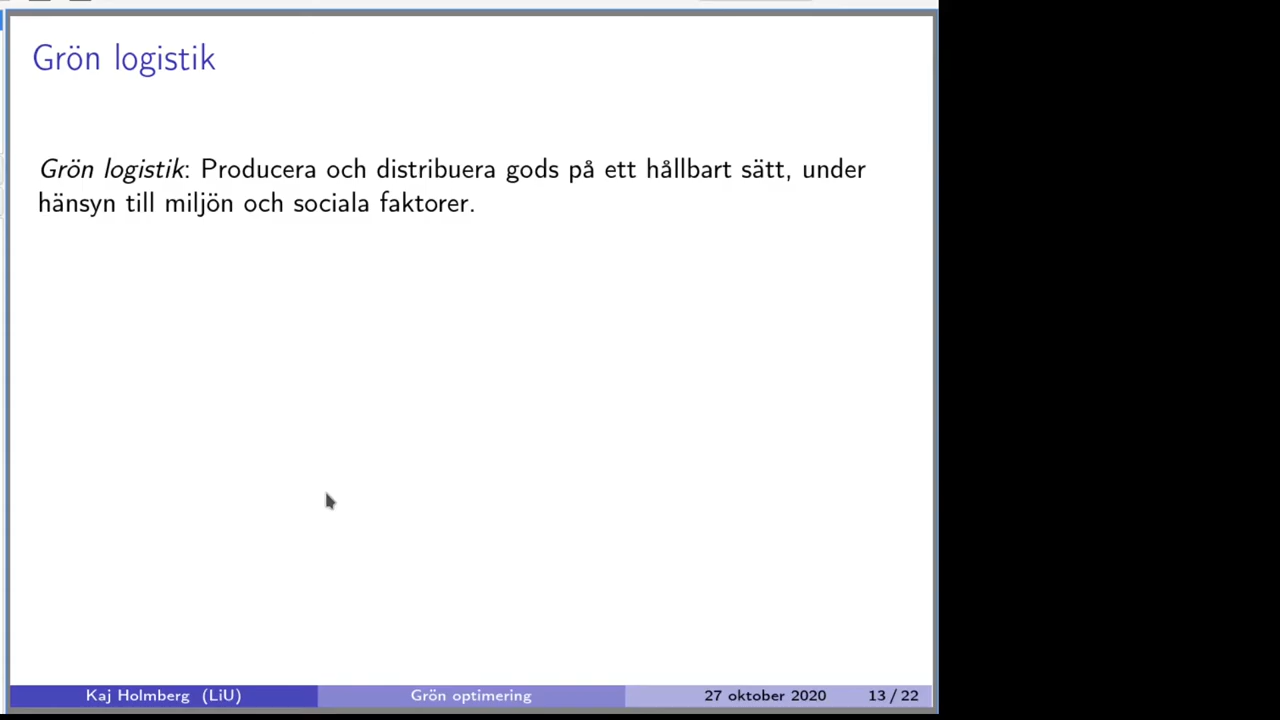 Grön logistik
Grön logistik: Producera och distribuera gods på ett hållbart sätt, under
hänsyn till miljön och sociala faktorer.
Kaj Holmberg (LiU) Grön optimering 27 oktober 2020 13 / 22